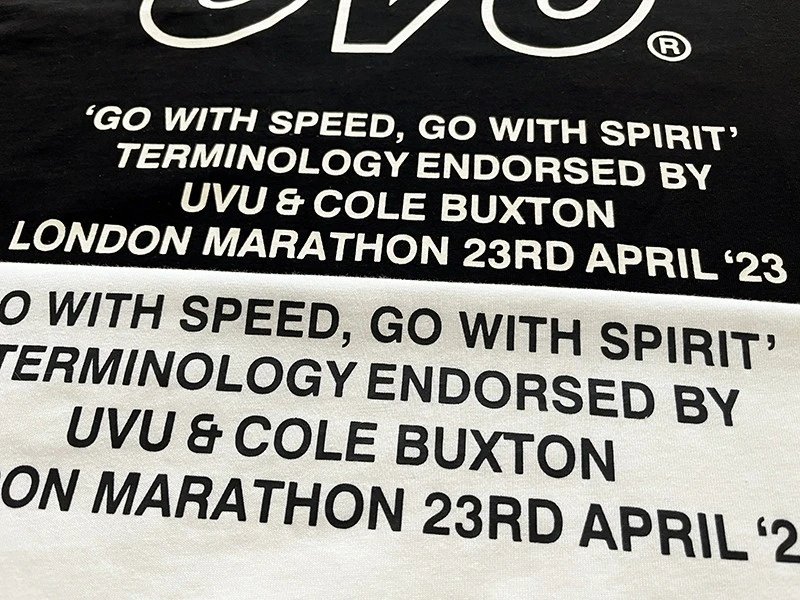 ®
‘GO WITH SPEED, GO WITH SPIRIT’
TERMINOLOGY ENDORSED BY
UVU & COLE BUXTON
LONDON MARATHON 23RD APRIL ‘23
O WITH SPEED, GO WITH SPIRIT’
TERMINOLOGY ENDORSED BY
UVU & COLE BUXTON
ON MARATHON 23RD APRIL ‘2